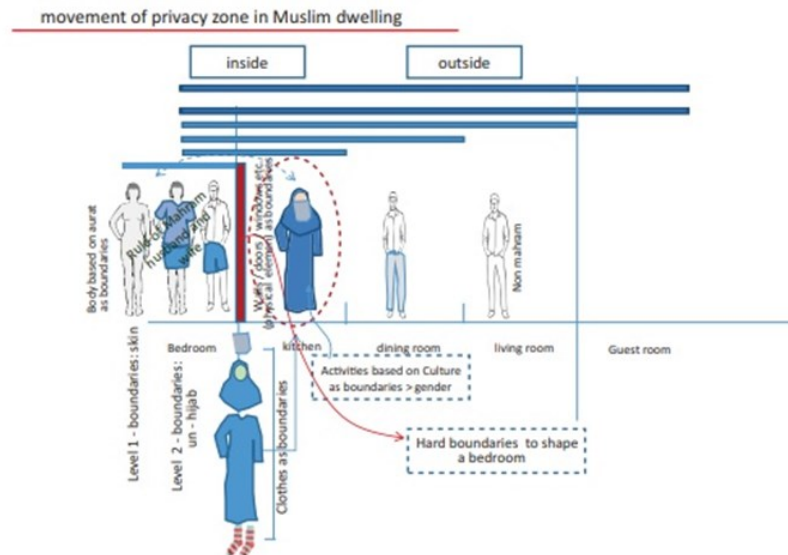 movement of privacy zone in Muslim dwelling
inside
outside
Body based on aurat
as boundaries
Rule of Mahram
husband and
wife
Walls / doors / windows etc.
(physical element) as boundaries
Non mahram
Bedroom
kitchen
dining room
living room
Guest room
Activities based on Culture
as boundaries > gender
Level 1 - boundaries: skin
Level 2 - boundaries:
un - hijab
Clothes as boundaries
Hard boundaries to shape
a bedroom